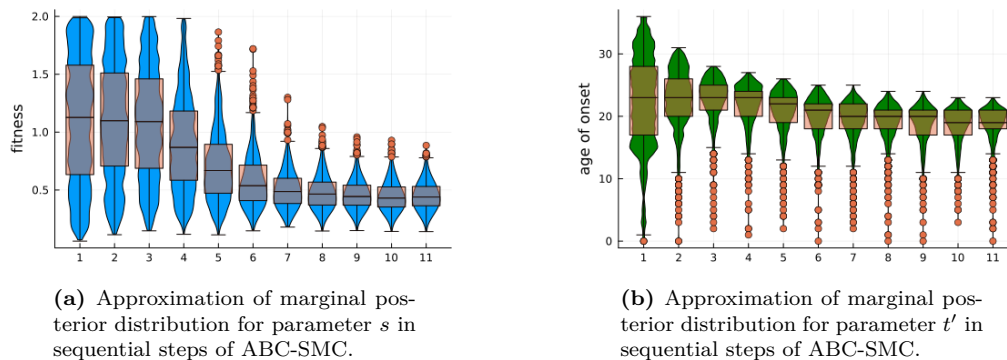 2.0
1.5
1.0
0.5
fitness
1 2 3 4 5 6 7 8 9 10 11
30
20
10
0
age of onset
1 2 3 4 5 6 7 8 9 10 11
(a) Approximation of marginal pos-
terior distribution for parameter s in
sequential steps of ABC-SMC.
(b) Approximation of marginal pos-
terior distribution for parameter t′ in
sequential steps of ABC-SMC.